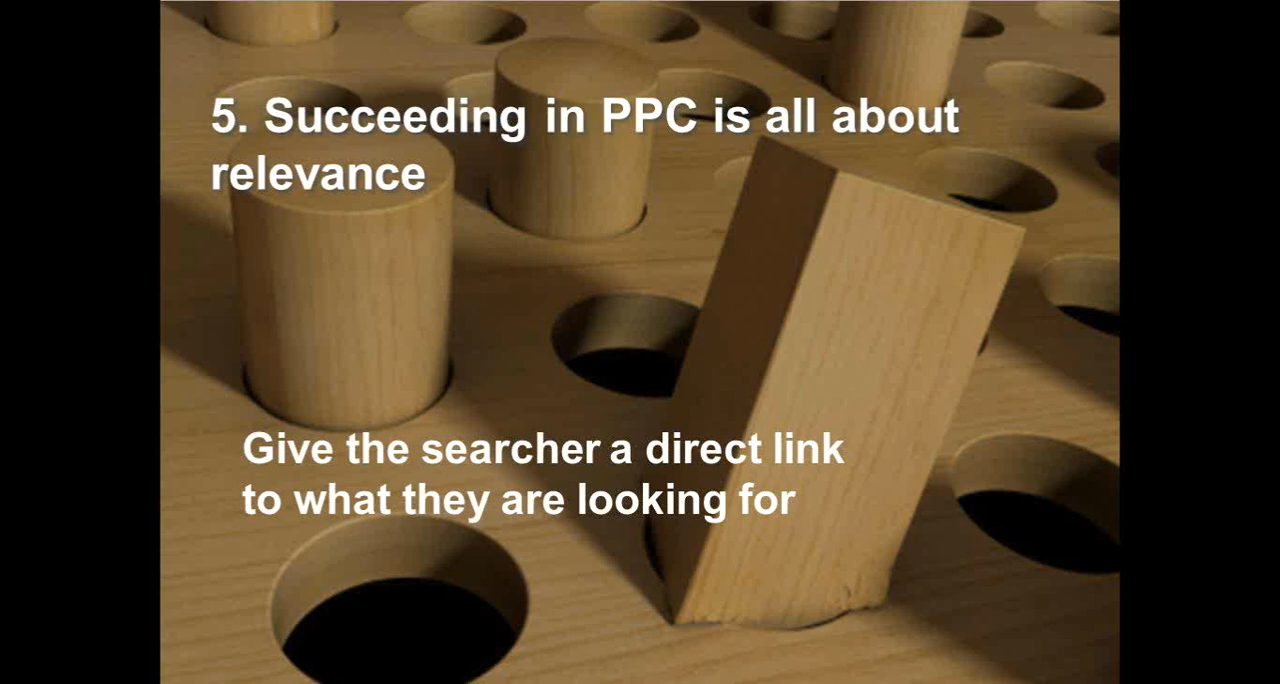 5. Succeeding in PPC is all about
relevance
Give the searcher a direct link
to what they are looking for